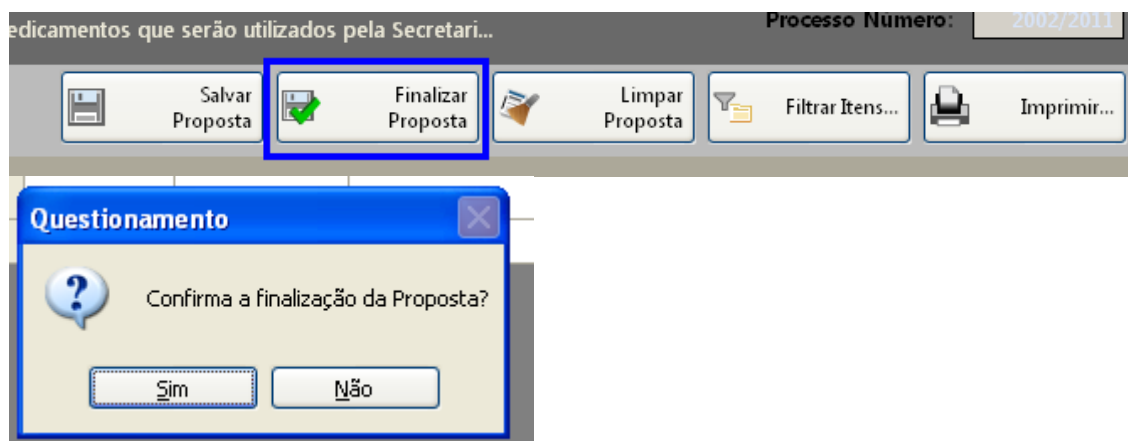 edicamentos que serão utilizados pela Secretari...
Processo Número:
2002/2011
Salvar
Proposta
Finalizar
Proposta
Limpar
Proposta
Filtrar Itens...
Imprimir...
Questionamento
Confirma a finalização da Proposta?
Sim
Não